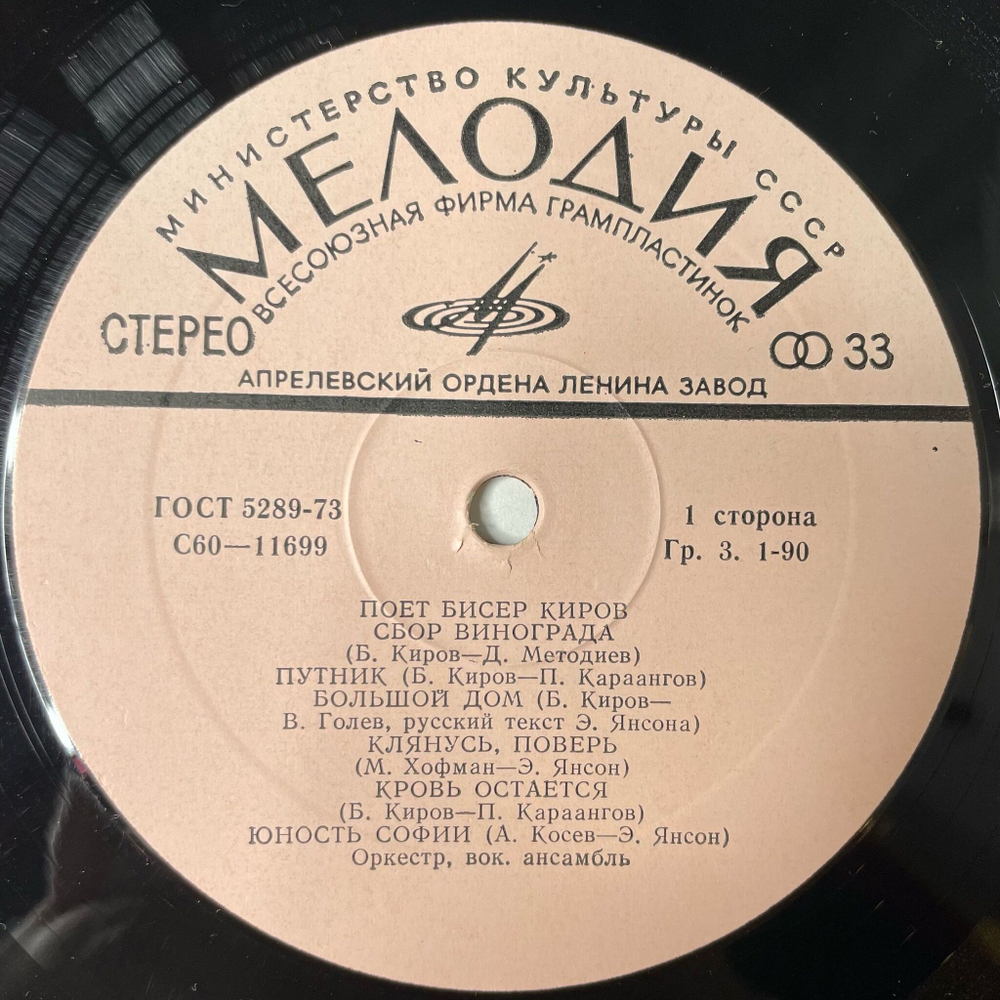 МИНИСТЕРСТВО КУЛЬТУРЫ СССР
МЕЛОДИЯ
ВСЕСОЮЗНАЯ ФИРМА ГРАМПЛАСТИНОК
СТЕРЕО
33
АПРЕЛЕВСКИЙ ОРДЕНА ЛЕНИНА ЗАВОД
ГОСТ 5289-73
С60—11699
1 сторона
Гр. 3. 1-90
ПОЕТ БИСЕР КИРОВ
СБОР ВИНОГРАДА
(Б. Киров—Д. Методиев)
ПУТНИК (Б. Киров—П. Караангов)
БОЛЬШОЙ ДОМ (Б. Киров—
В. Голев, русский текст Э. Янсона)
КЛЯНУСЬ, ПОВЕРЬ
(М. Хофман—Э. Янсон)
КРОВЬ ОСТАЕТСЯ
(Б. Киров—П. Караангов)
ЮНОСТЬ СОФИИ (А. Косев—Э. Янсон)
Оркестр, вок. ансамбль